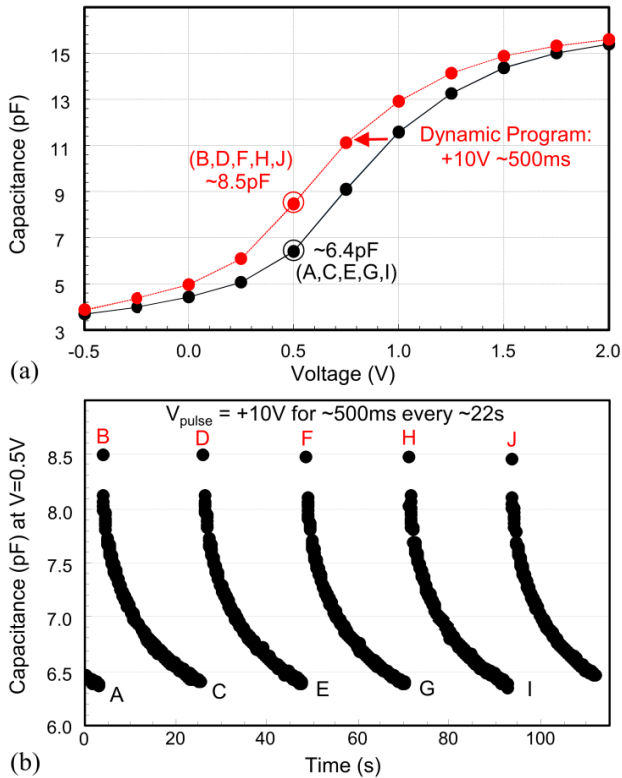 15
13
11
9
7
5
3
Capacitance (pF)
(B,D,F,H,J)
~8.5pF
Dynamic Program:
+10V ~500ms
~6.4pF
(A,C,E,G,I)
-0.5 0.0 0.5 1.0 1.5 2.0
(a) Voltage (V)
V_pulse = +10V for ~500ms every ~22s
B D F H J
8.5
8.0
7.5
7.0
6.5
6.0
Capacitance (pF) at V=0.5V
A C E G I
0 20 40 60 80 100
(b) Time (s)